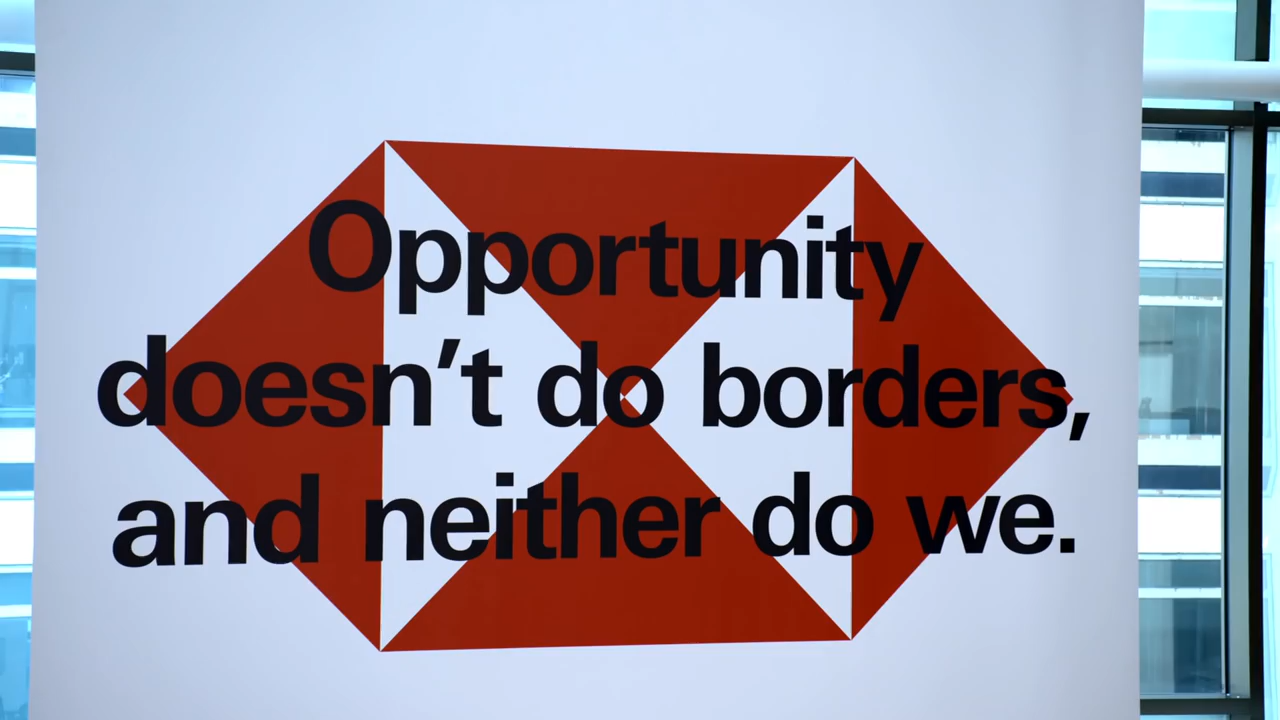 Opportunity
doesn’t do borders,
and neither do we.